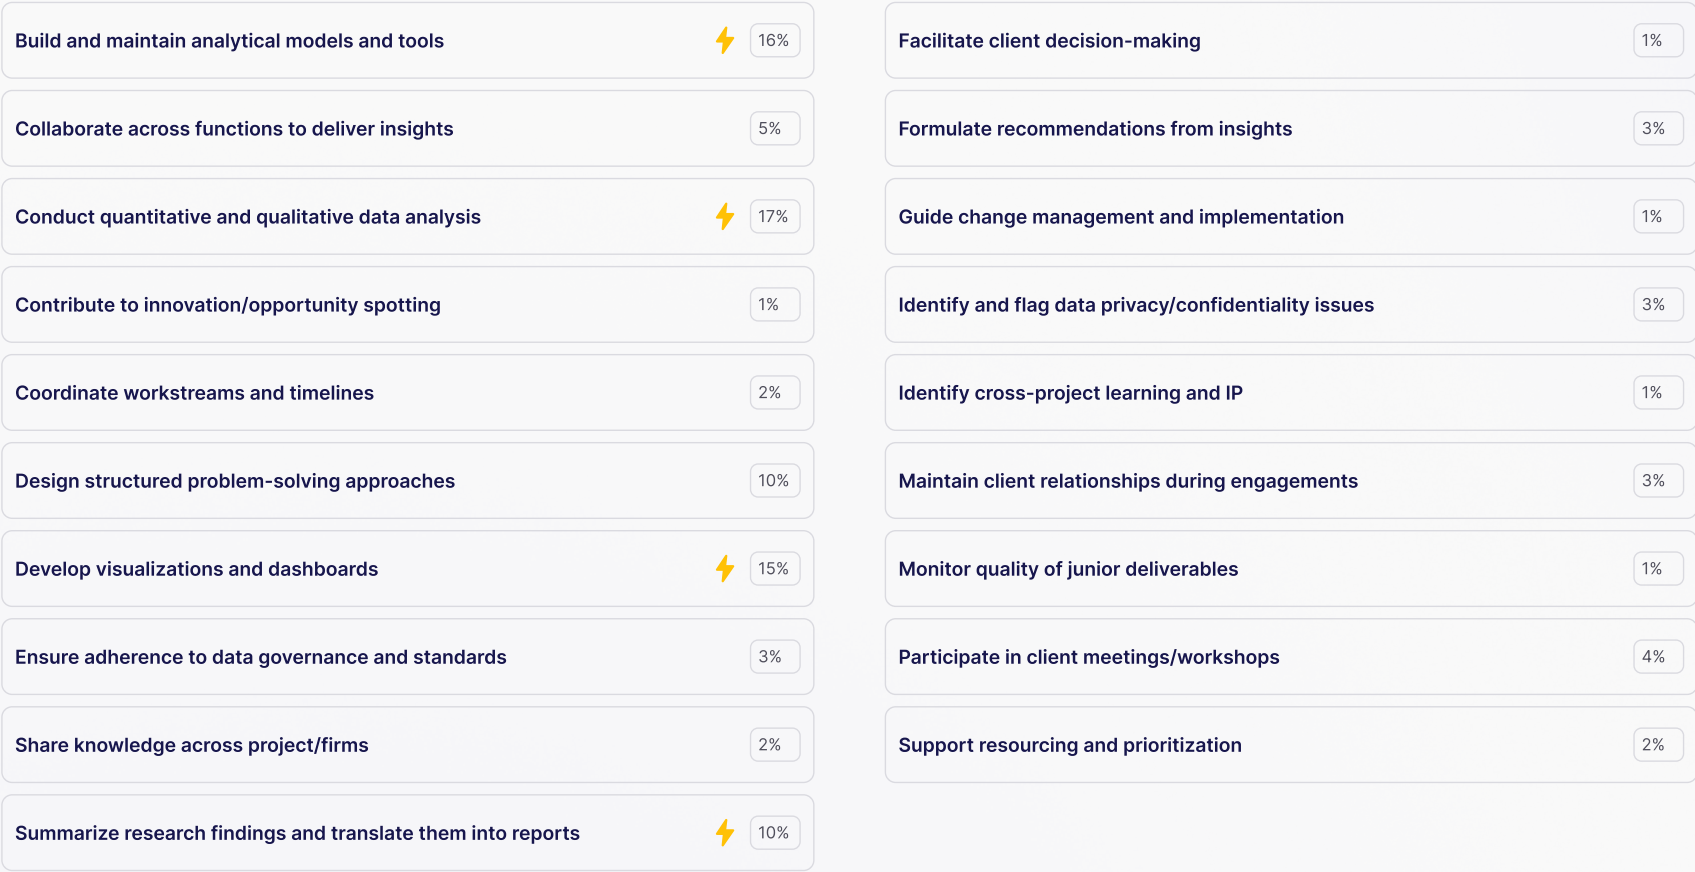 Build and maintain analytical models and tools
16%
Collaborate across functions to deliver insights
5%
Conduct quantitative and qualitative data analysis
17%
Contribute to innovation/opportunity spotting
1%
Coordinate workstreams and timelines
2%
Design structured problem-solving approaches
10%
Develop visualizations and dashboards
15%
Ensure adherence to data governance and standards
3%
Share knowledge across project/firms
2%
Summarize research findings and translate them into reports
10%
Facilitate client decision-making
1%
Formulate recommendations from insights
3%
Guide change management and implementation
1%
Identify and flag data privacy/confidentiality issues
3%
Identify cross-project learning and IP
1%
Maintain client relationships during engagements
3%
Monitor quality of junior deliverables
1%
Participate in client meetings/workshops
4%
Support resourcing and prioritization
2%